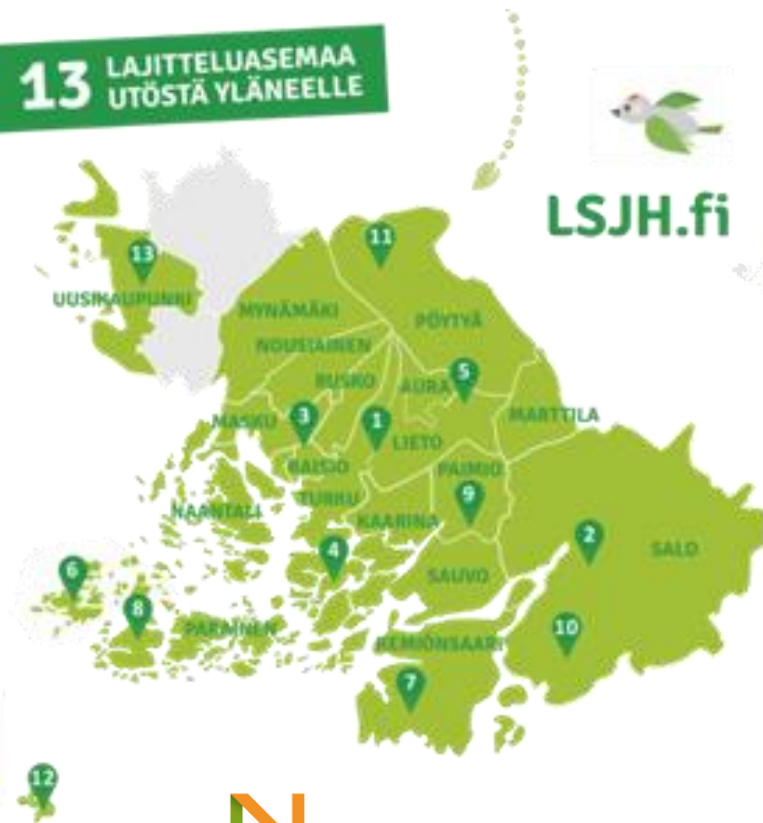 13 LAJITTELUASEMAA
UTÖSTÄ YLÄNEELLE
LSJH.fi
11
13
UUSIKAUPUNKI
MYNÄMÄKI
PÖYTYÄ
NOUSIAINEN
RUSKO
AURA
5
MASKU
3
1
LIETO
MARTTILA
RAISIO
PAIMIO
TURKU
9
NAANTALI
KAARINA
2
SALO
4
6
SAUVO
8
PARAINEN
10
KEMIÖNSAARI
7
12